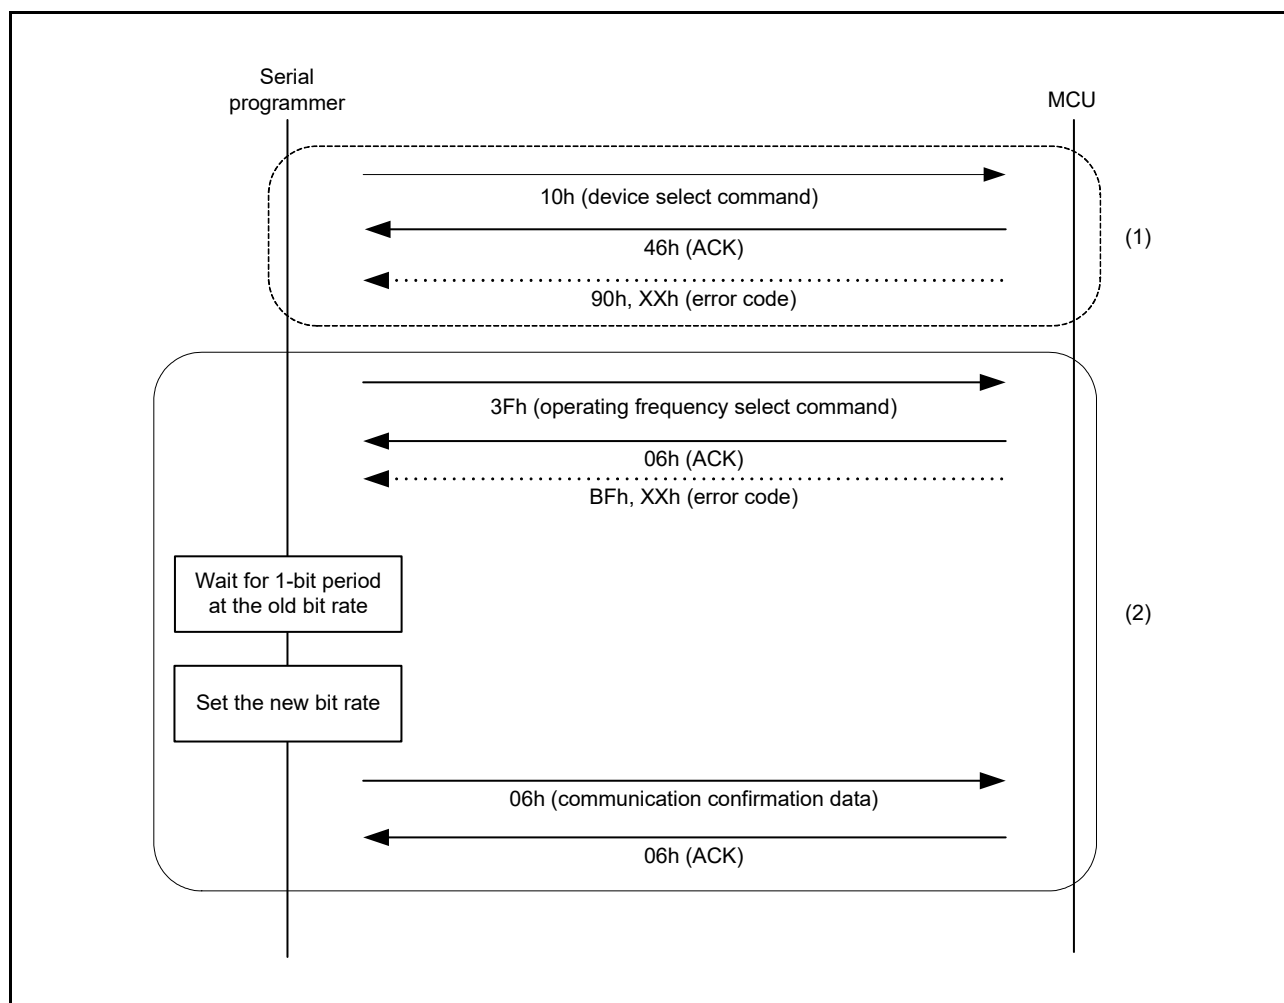 Serial
programmer
MCU
10h (device select command)
46h (ACK)
(1)
90h, XXh (error code)
3Fh (operating frequency select command)
06h (ACK)
BFh, XXh (error code)
Wait for 1-bit period
at the old bit rate
(2)
Set the new bit rate
06h (communication confirmation data)
06h (ACK)